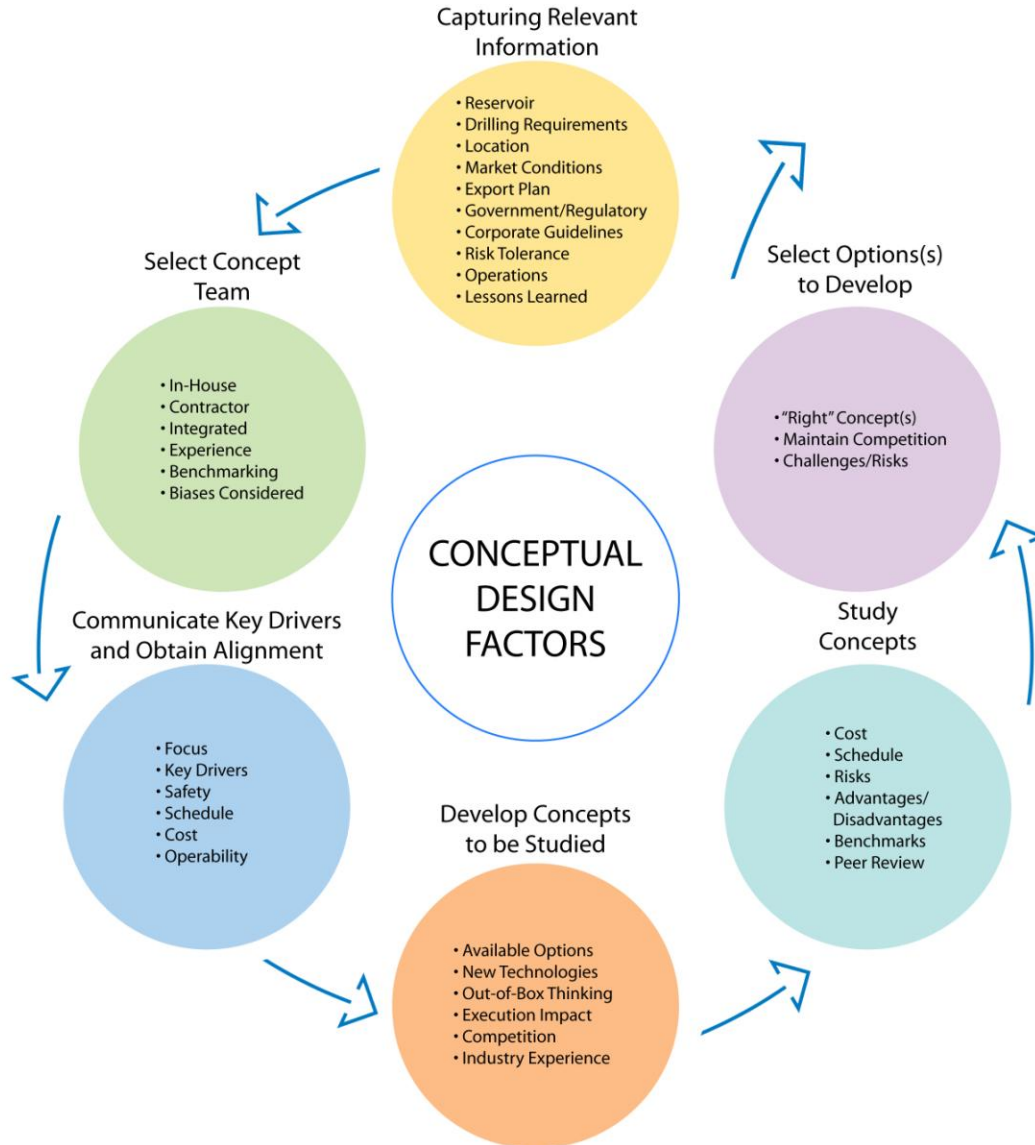 Capturing Relevant
Information
• Reservoir
• Drilling Requirements
• Location
• Market Conditions
• Export Plan
• Government/Regulatory
• Corporate Guidelines
• Risk Tolerance
• Operations
• Lessons Learned
Select Concept
Team
• In-House
• Contractor
• Integrated
• Experience
• Benchmarking
• Biases Considered
Communicate Key Drivers
and Obtain Alignment
• Focus
• Key Drivers
• Safety
• Schedule
• Cost
• Operability
Develop Concepts
to be Studied
• Available Options
• New Technologies
• Out-of-Box Thinking
• Execution Impact
• Competition
• Industry Experience
Study
Concepts
• Cost
• Schedule
• Risks
• Advantages/
Disadvantages
• Benchmarks
• Peer Review
Select Options(s)
to Develop
• “Right” Concept(s)
• Maintain Competition
• Challenges/Risks
CONCEPTUAL
DESIGN
FACTORS